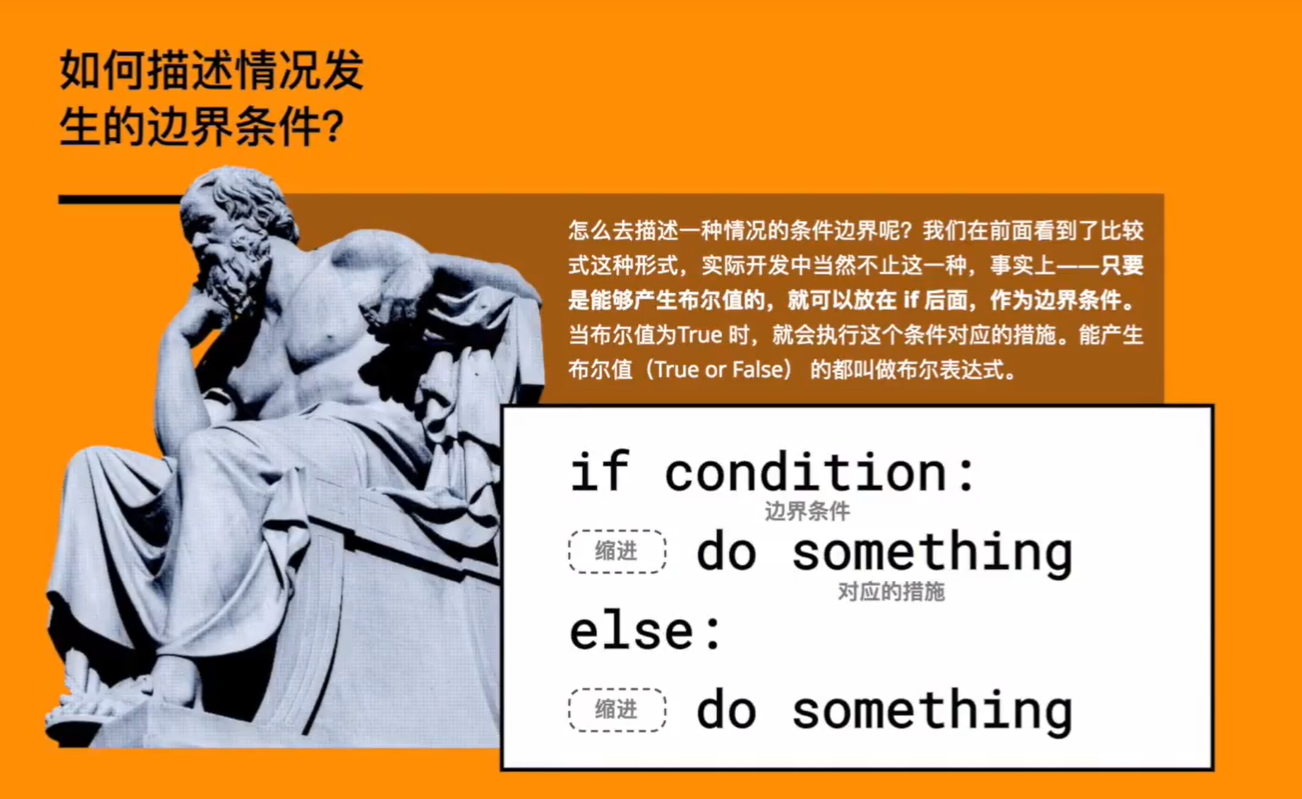 如何描述情况发
生的边界条件?
怎么去描述一种情况的条件边界呢？我们在前面看到了比较
式这种形式，实际开发中当然不止这一种，事实上——只要
是能够产生布尔值的，就可以放在 if 后面，作为边界条件。
当布尔值为True 时，就会执行这个条件对应的措施。能产生
布尔值（True or False） 的都叫做布尔表达式。
if condition:
边界条件
缩进 do something
对应的措施
else:
缩进 do something